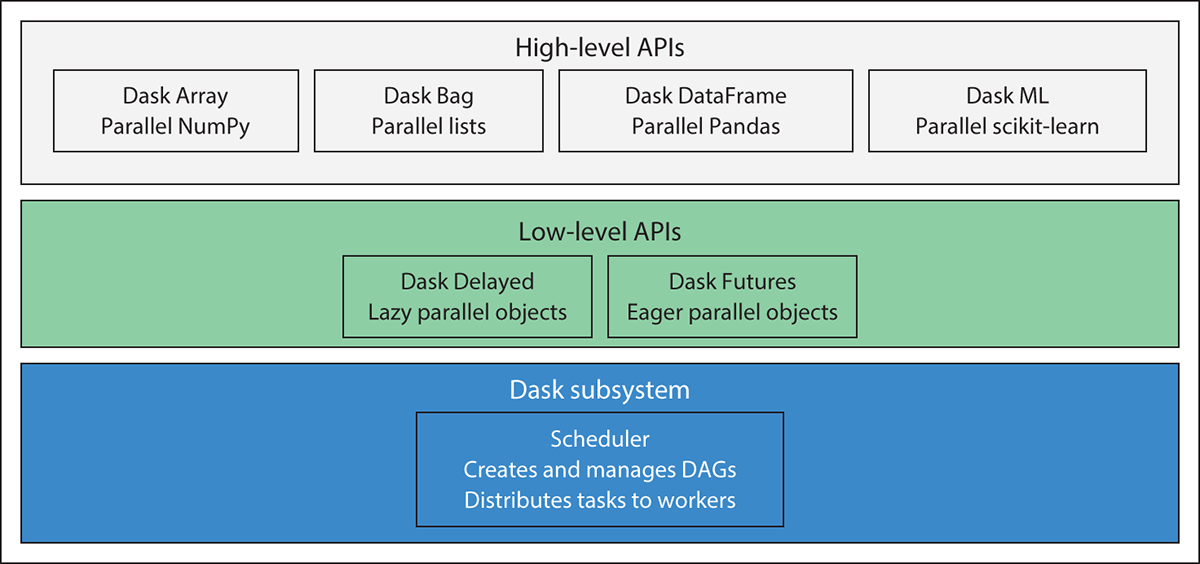 High-level APIs
Dask Array
Parallel NumPy
Dask Bag
Parallel lists
Dask DataFrame
Parallel Pandas
Dask ML
Parallel scikit-learn
Low-level APIs
Dask Delayed
Lazy parallel objects
Dask Futures
Eager parallel objects
Dask subsystem
Scheduler
Creates and manages DAGs
Distributes tasks to workers